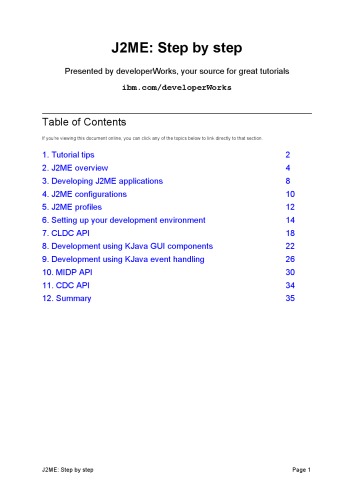 J2ME: Step by step
Presented by developerWorks, your source for great tutorials
ibm.com/developerWorks
Table of Contents
If you're viewing this document online, you can click any of the topics below to link directly to that section.
1. Tutorial tips 2
2. J2ME overview 4
3. Developing J2ME applications 8
4. J2ME configurations 10
5. J2ME profiles 12
6. Setting up your development environment 14
7. CLDC API 18
8. Development using KJava GUI components 22
9. Development using KJava event handling 26
10. MIDP API 30
11. CDC API 34
12. Summary 35
J2ME: Step by step Page 1